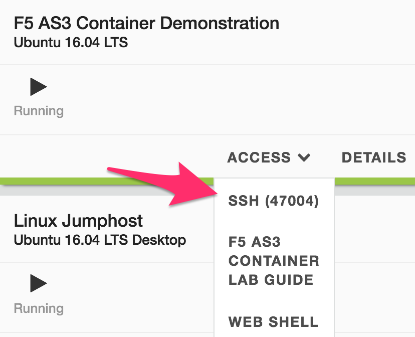 F5 AS3 Container Demonstration
Ubuntu 16.04 LTS
Running
ACCESS DETAILS
SSH (47004)
F5 AS3
CONTAINER
LAB GUIDE
WEB SHELL
Linux Jumphost
Ubuntu 16.04 LTS Desktop
Running